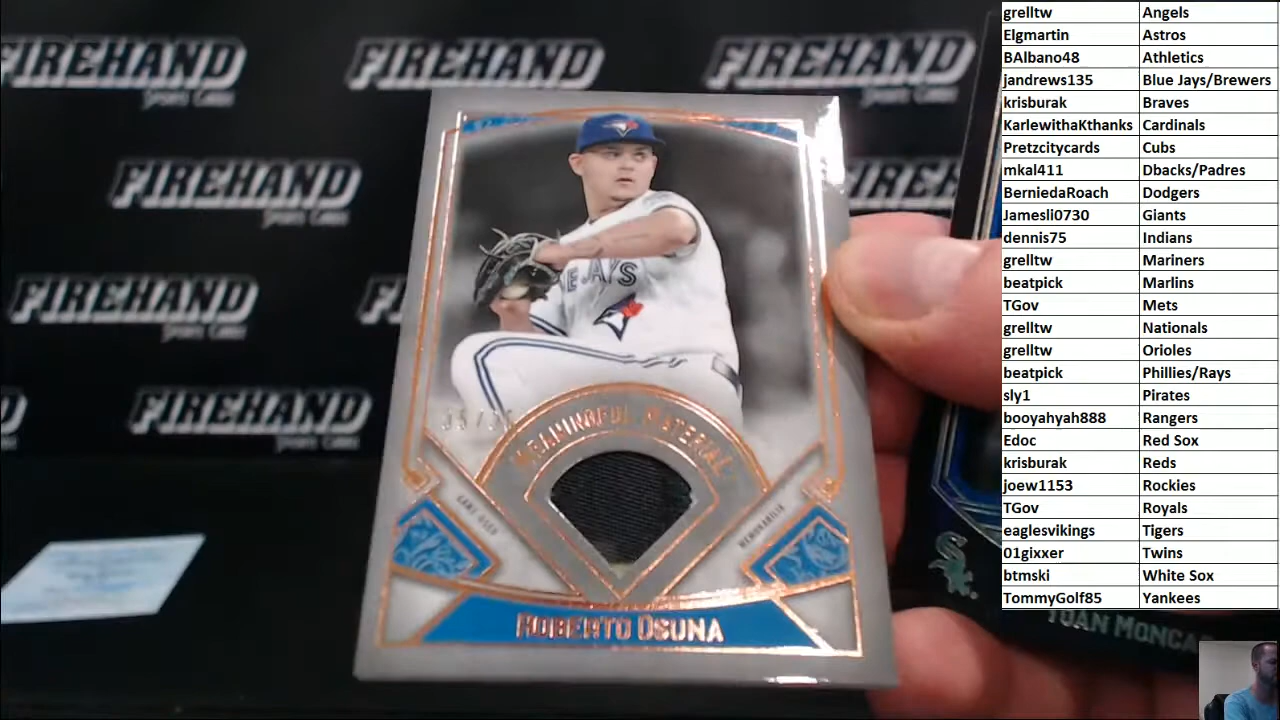 FIREHAND
FIREHAND
FIREHAND
FIREHAND
FIREHAND
FIREHAND
MEANINGFUL MATERIAL
GAME-USED
MEMORABILIA
ROBERTO OSUNA
grelltw Angels
Elgmartin Astros
BAlbano48 Athletics
jandrews135 Blue Jays/Brewers
krisburak Braves
KarlewithaKthanks Cardinals
Pretzcitycards Cubs
mkal411 Dbacks/Padres
BerniedaRoach Dodgers
Jamesli0730 Giants
dennis75 Indians
grelltw Mariners
beatpick Marlins
TGov Mets
grelltw Nationals
grelltw Orioles
beatpick Phillies/Rays
sly1 Pirates
booyahyah888 Rangers
Edoc Red Sox
krisburak Reds
joew1153 Rockies
TGov Royals
eaglesvikings Tigers
01gixxer Twins
btmski White Sox
TommyGolf85 Yankees